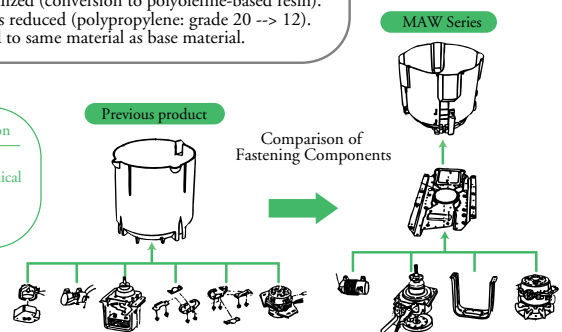 ized (conversion to polyolefine-based resin).
s reduced (polypropylene: grade 20 --> 12).
l to same material as base material.
MAW Series
Previous product
on
ical
Comparison of
Fastening Components